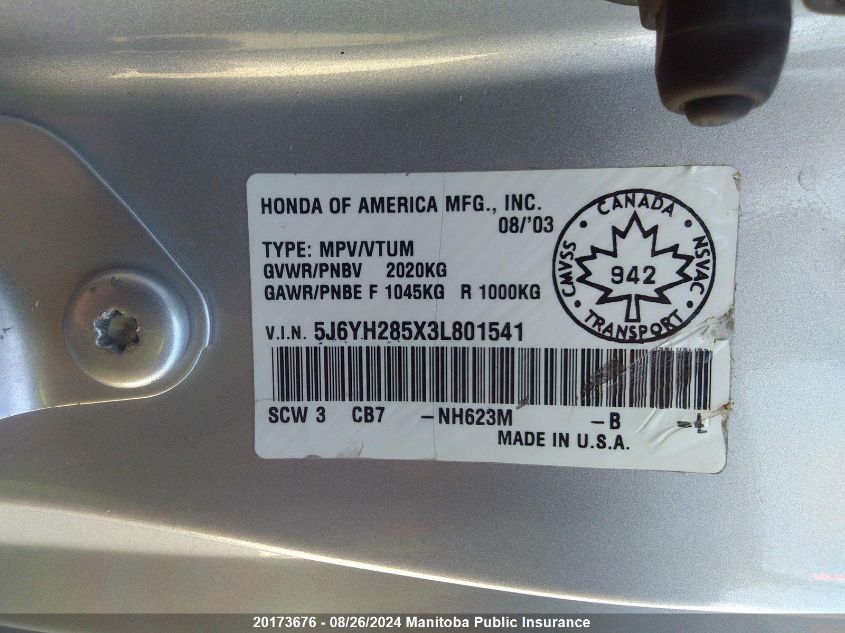 HONDA OF AMERICA MFG., INC.
08/'03
TYPE: MPV/VTUM
GVWR/PNBV 2020KG
GAWR/PNBE F 1045KG R 1000KG
V.I.N. 5J6YH285X3L801541
CANADA
CMVSS 942 NSVAC
TRANSPORT
SCW 3 CB7 -NH623M -B
MADE IN U.S.A.
20173676 - 08/26/2024 Manitoba Public Insurance